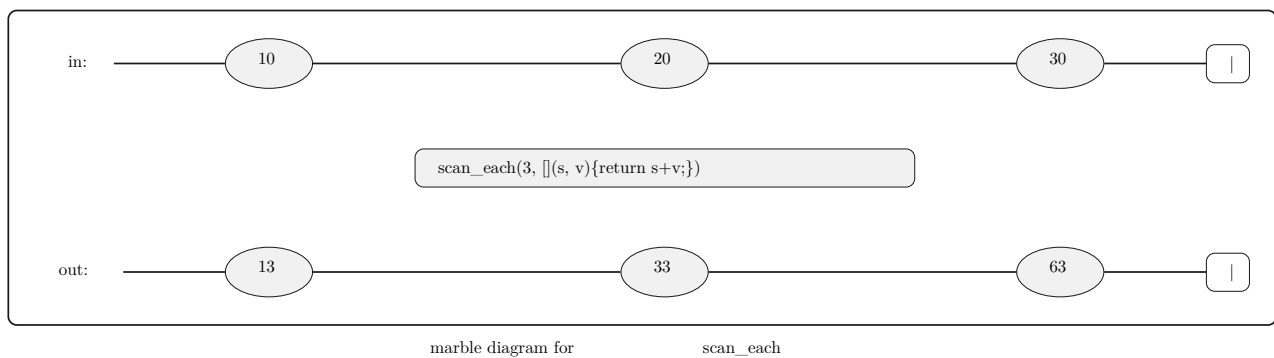 in: 10 20 30 |
scan_each(3, [](s, v){return s+v;})
out: 13 33 63 |
marble diagram for scan_each